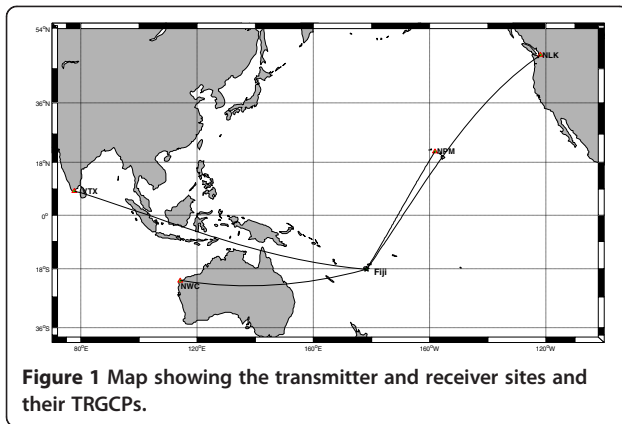 54°N
36°N
18°N
0°N
18°S
36°S
80°E
120°E
160°E
160°W
120°W
NLK
NPM
VTX
Fiji
NWC
Figure 1 Map showing the transmitter and receiver sites and
their TRGCPs.